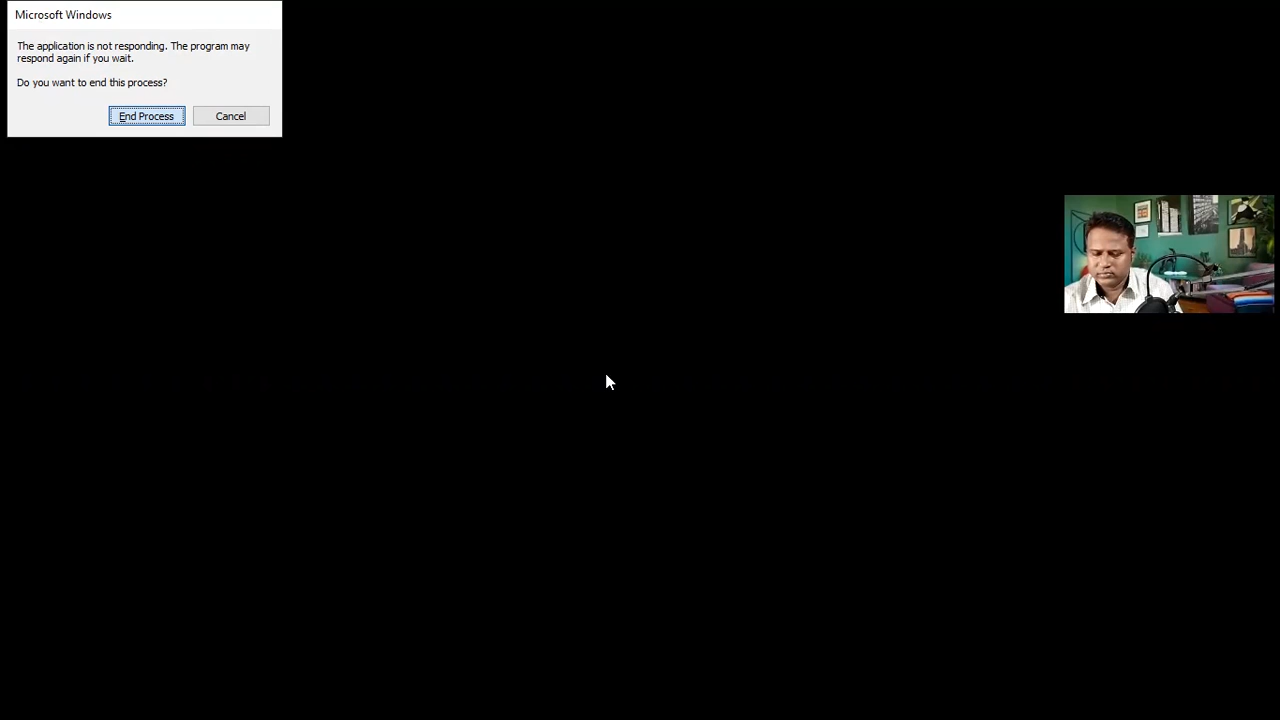 Microsoft Windows
The application is not responding. The program may
respond again if you wait.
Do you want to end this process?
End Process
Cancel